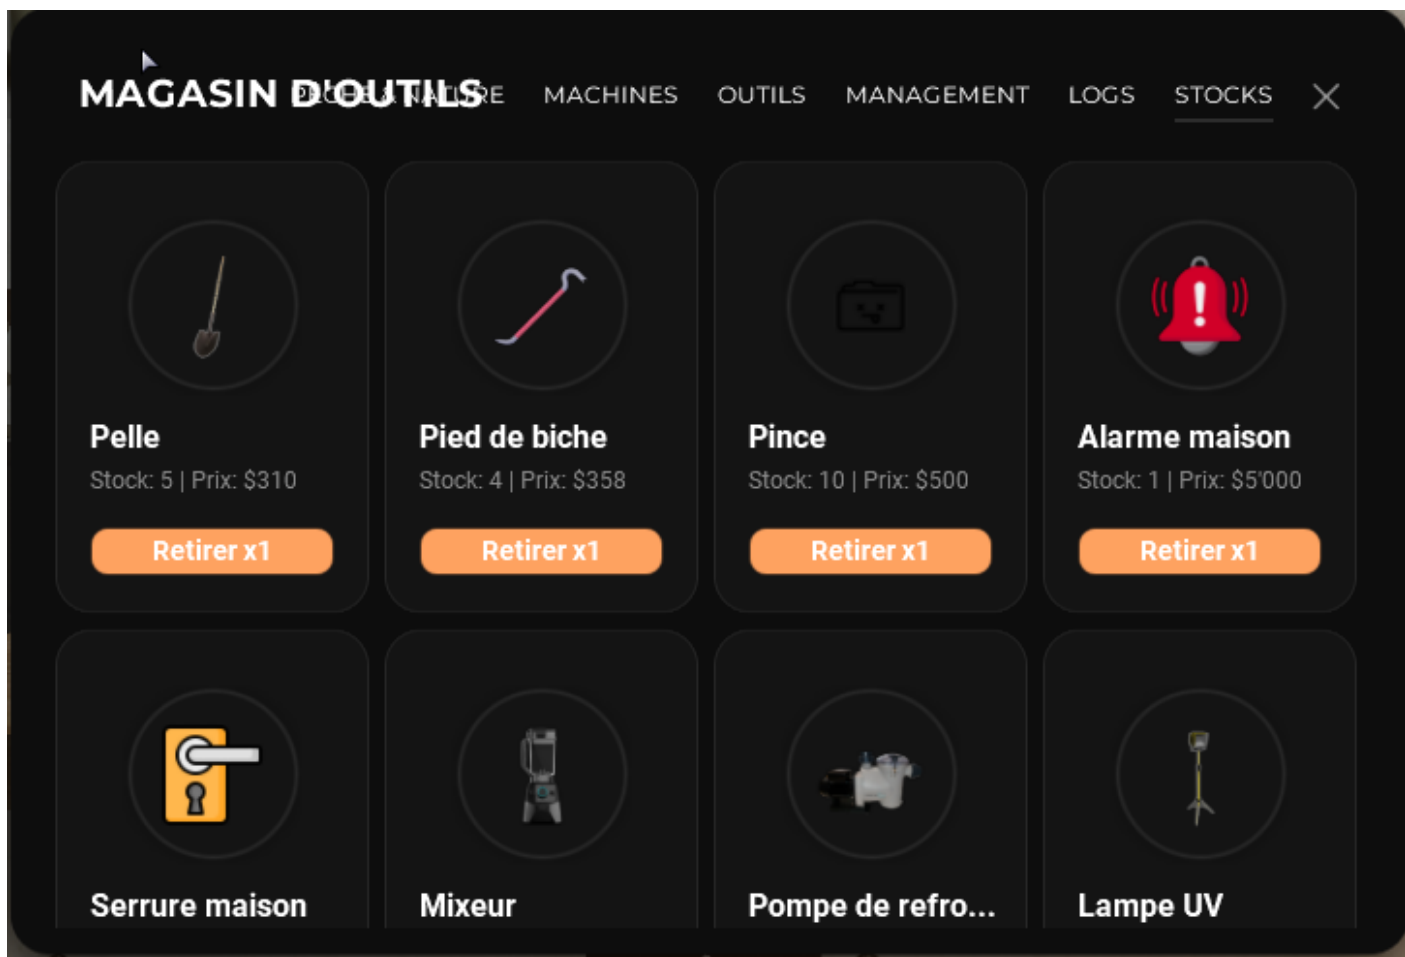 MAGASIN D'OUTILS
PECHE & NATURE MACHINES OUTILS MANAGEMENT LOGS STOCKS
Pelle
Stock: 5 | Prix: $310
Retirer x1
Pied de biche
Stock: 4 | Prix: $358
Retirer x1
Pince
Stock: 10 | Prix: $500
Retirer x1
Alarme maison
Stock: 1 | Prix: $5'000
Retirer x1
Serrure maison
Mixeur
Pompe de refro...
Lampe UV